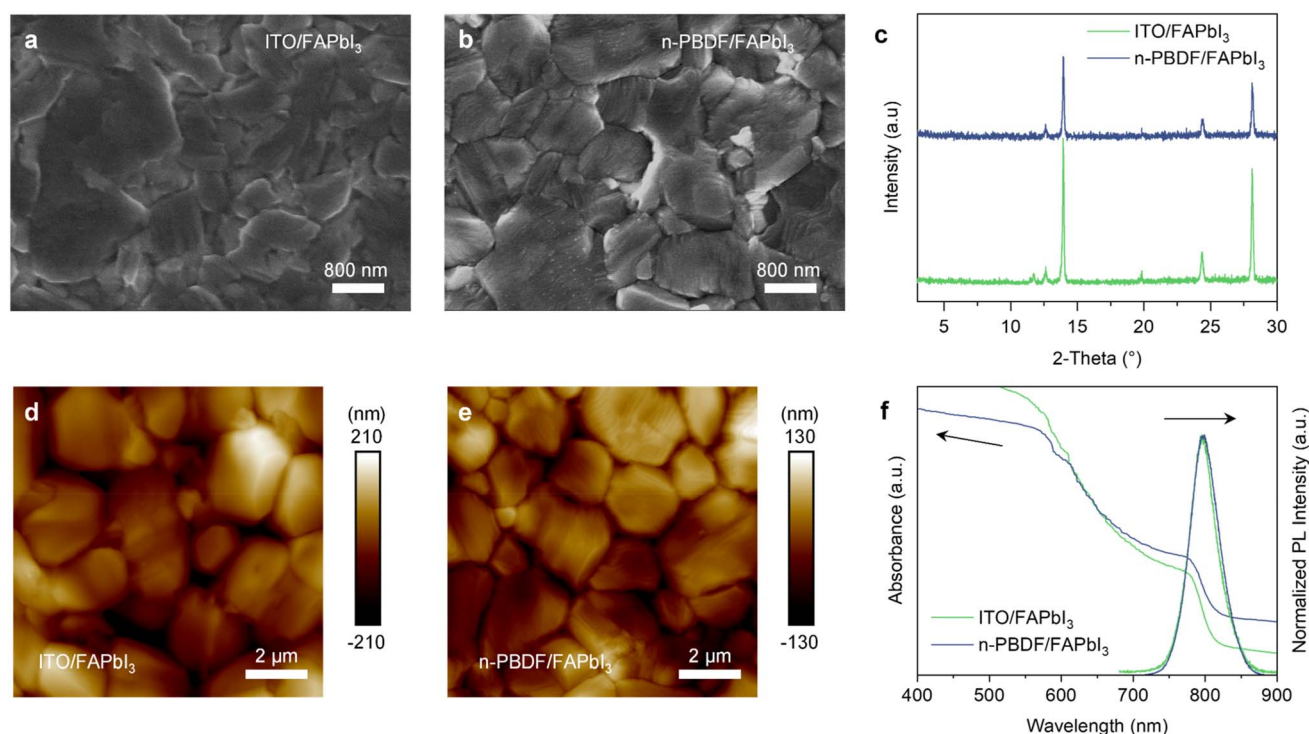 a
ITO/FAPbI₃
800 nm
b
n-PBDF/FAPbI₃
800 nm
c
ITO/FAPbI₃
n-PBDF/FAPbI₃
Intensity (a.u)
5 10 15 20 25 30
2-Theta (°)
d
ITO/FAPbI₃
2 µm
(nm)
210
-210
e
n-PBDF/FAPbI₃
2 µm
(nm)
130
-130
f
Absorbance (a.u.)
Normalized PL Intensity (a.u.)
ITO/FAPbI₃
n-PBDF/FAPbI₃
400 500 600 700 800 900
Wavelength (nm)